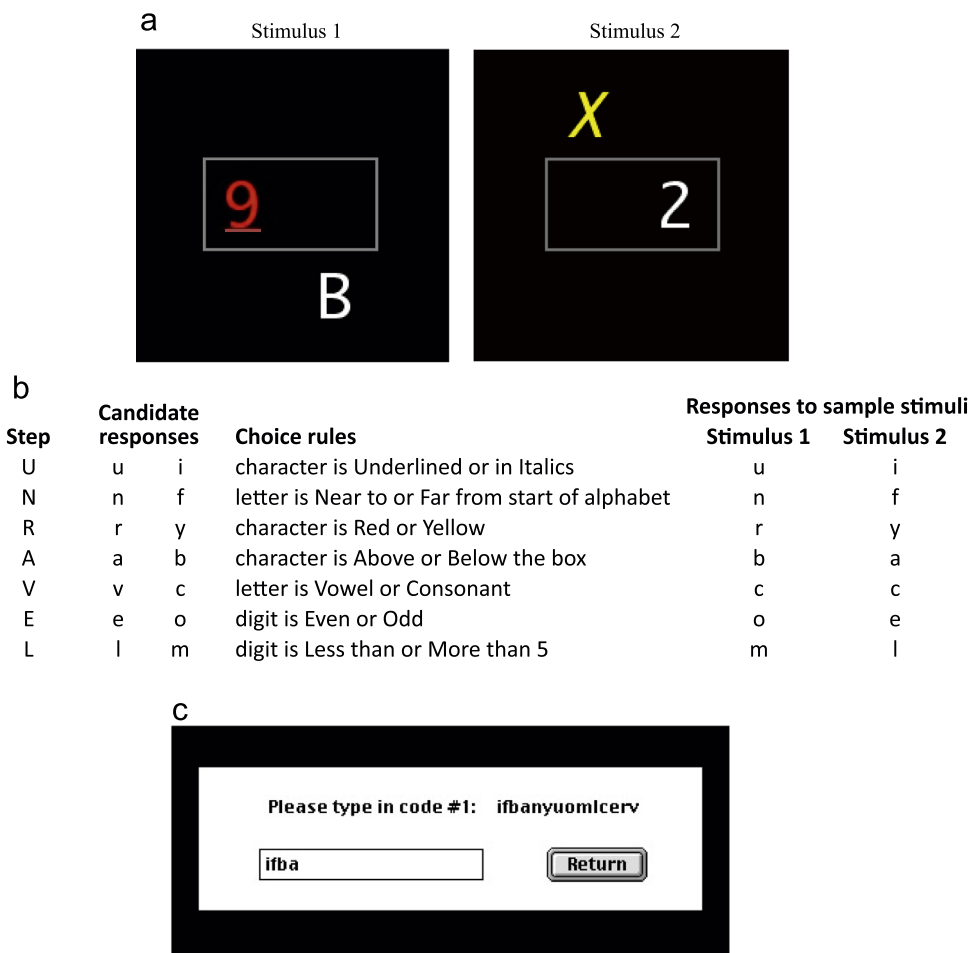 a
Stimulus 1 Stimulus 2
X
9 2
B
b
Candidate Responses to sample stimuli
Step responses Choice rules Stimulus 1 Stimulus 2
U u i character is Underlined or in Italics u i
N n f letter is Near to or Far from start of alphabet n f
R r y character is Red or Yellow r y
A a b character is Above or Below the box b a
V v c letter is Vowel or Consonant c c
E e o digit is Even or Odd o e
L l m digit is Less than or More than 5 m l
c
Please type in code #1: ifbanyuomlcerv
ifba Return